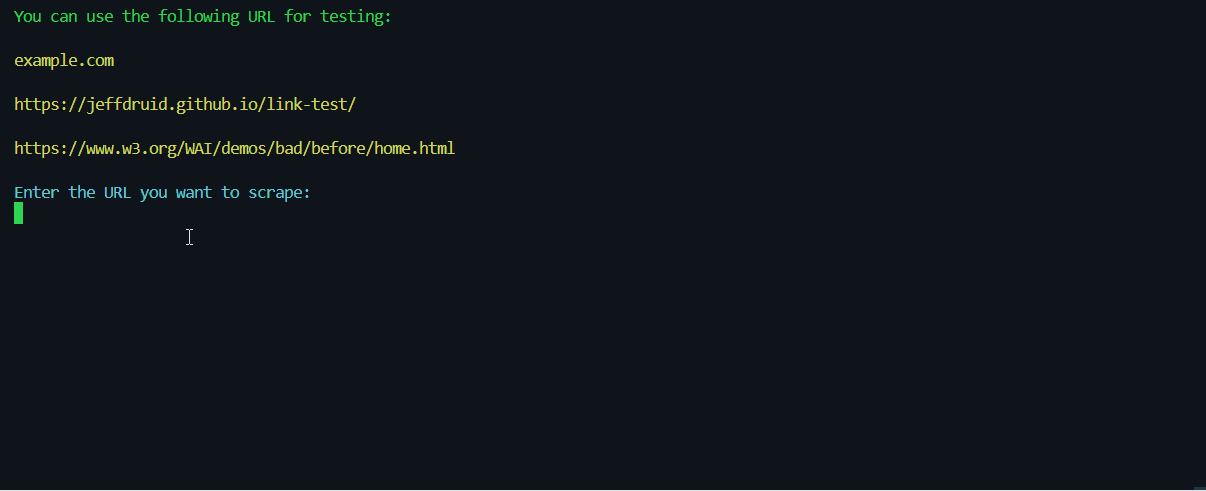 You can use the following URL for testing:
example.com
https://jeffdruid.github.io/link-test/
https://www.w3.org/WAI/demos/bad/before/home.html
Enter the URL you want to scrape: